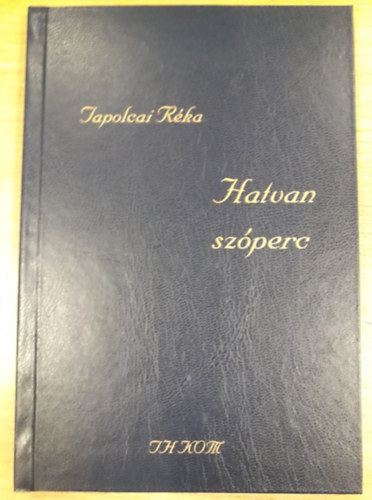 Tapolcai Réka
Hatvan
szóperc
TH KOM